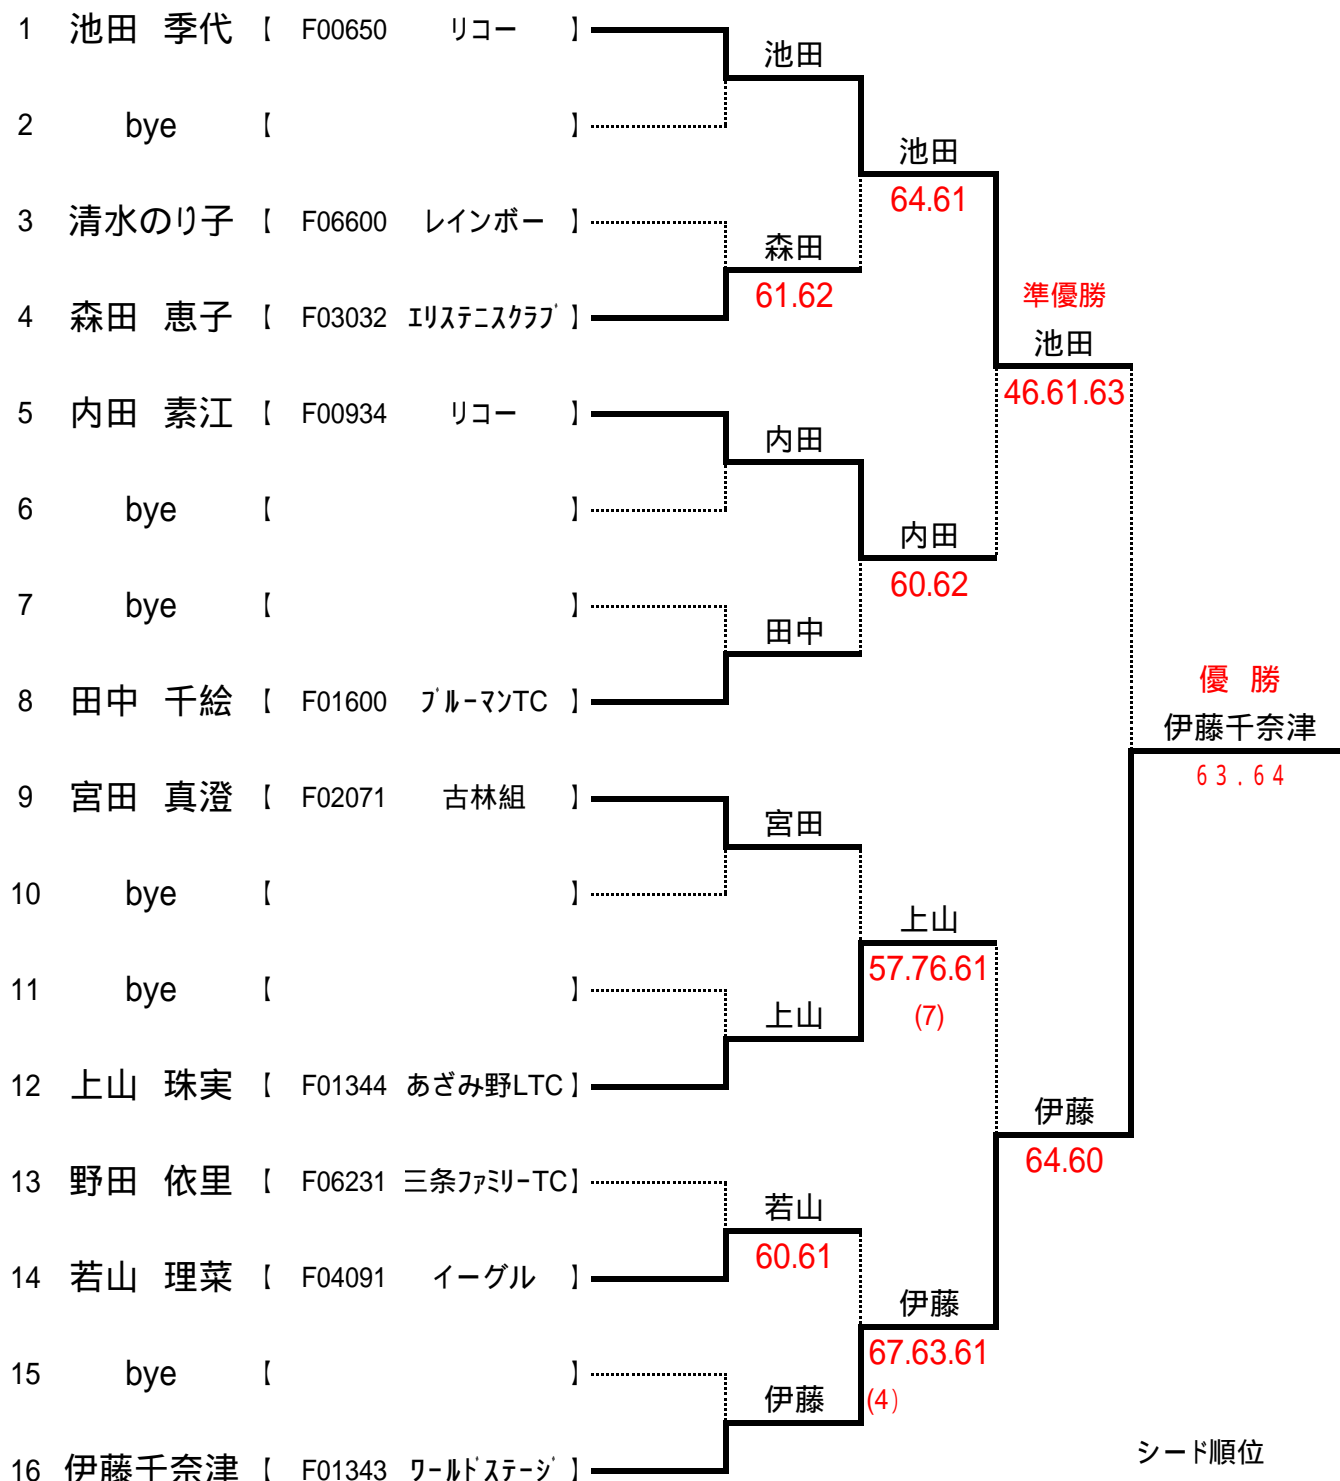 1 池田 季代 【 F00650 リコー 】
池田
2 bye 【 】
池田
64.61
3 清水のり子 【 F06600 レインボー 】
森田
61.62
4 森田 恵子 【 F03032 エリステニスクラブ 】
準優勝
池田
46.61.63
5 内田 素江 【 F00934 リコー 】
内田
6 bye 【 】
内田
60.62
7 bye 【 】
田中
8 田中 千絵 【 F01600 ブルーマンTC 】
優 勝
伊藤千奈津
63.64
9 宮田 真澄 【 F02071 古林組 】
宮田
10 bye 【 】
上山
57.76.61
(7)
11 bye 【 】
上山
12 上山 珠実 【 F01344 あざみ野LTC 】
伊藤
64.60
13 野田 依里 【 F06231 三条ファミリーTC 】
若山
60.61
14 若山 理菜 【 F04091 イーグル 】
伊藤
67.63.61
(4)
15 bye 【 】
伊藤
シード順位
16 伊藤千奈津 【 F01343 ワールドステージ 】